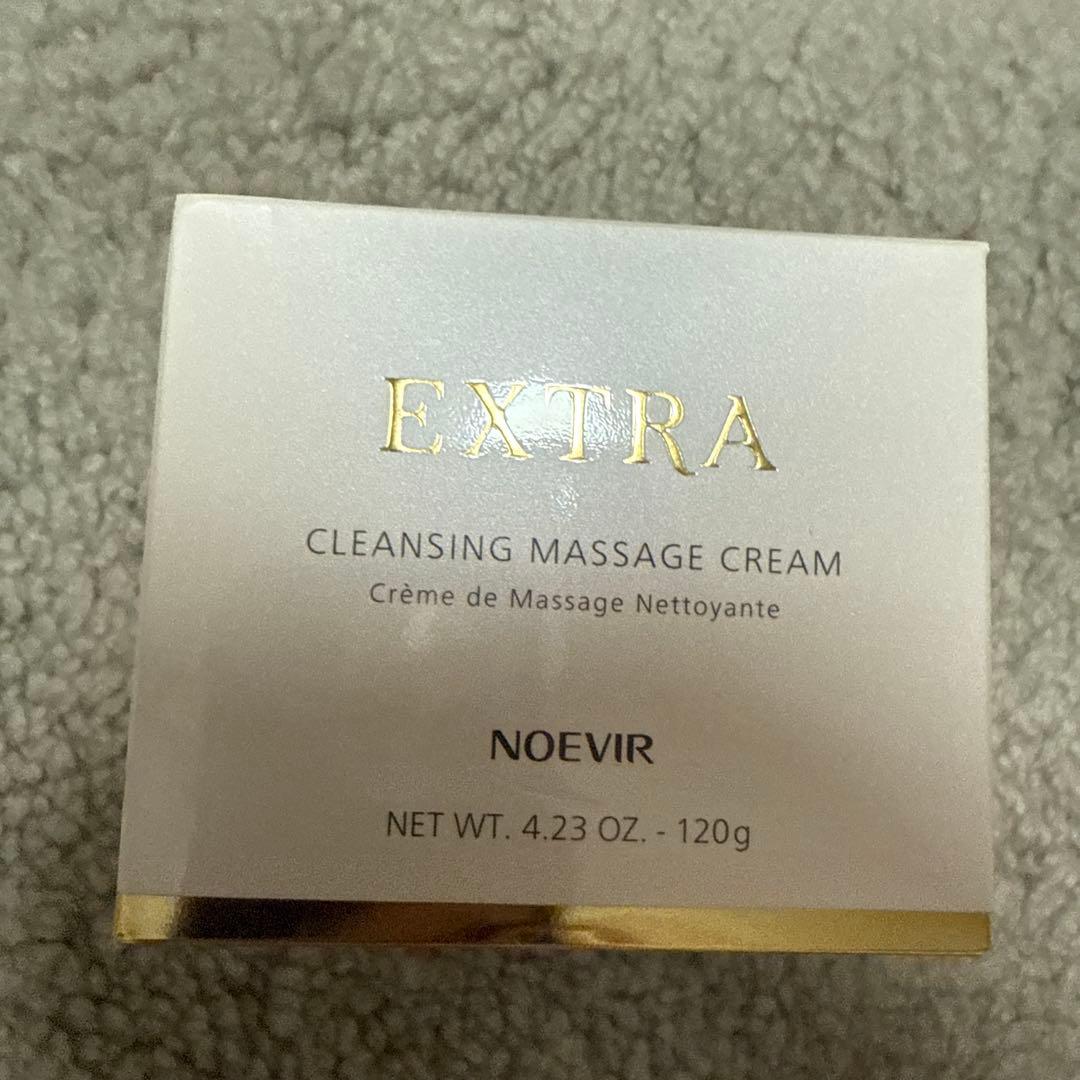 EXTRA
CLEANSING MASSAGE CREAM
Crème de Massage Nettoyante
NOEVIR
NET WT. 4.23 OZ. - 120g